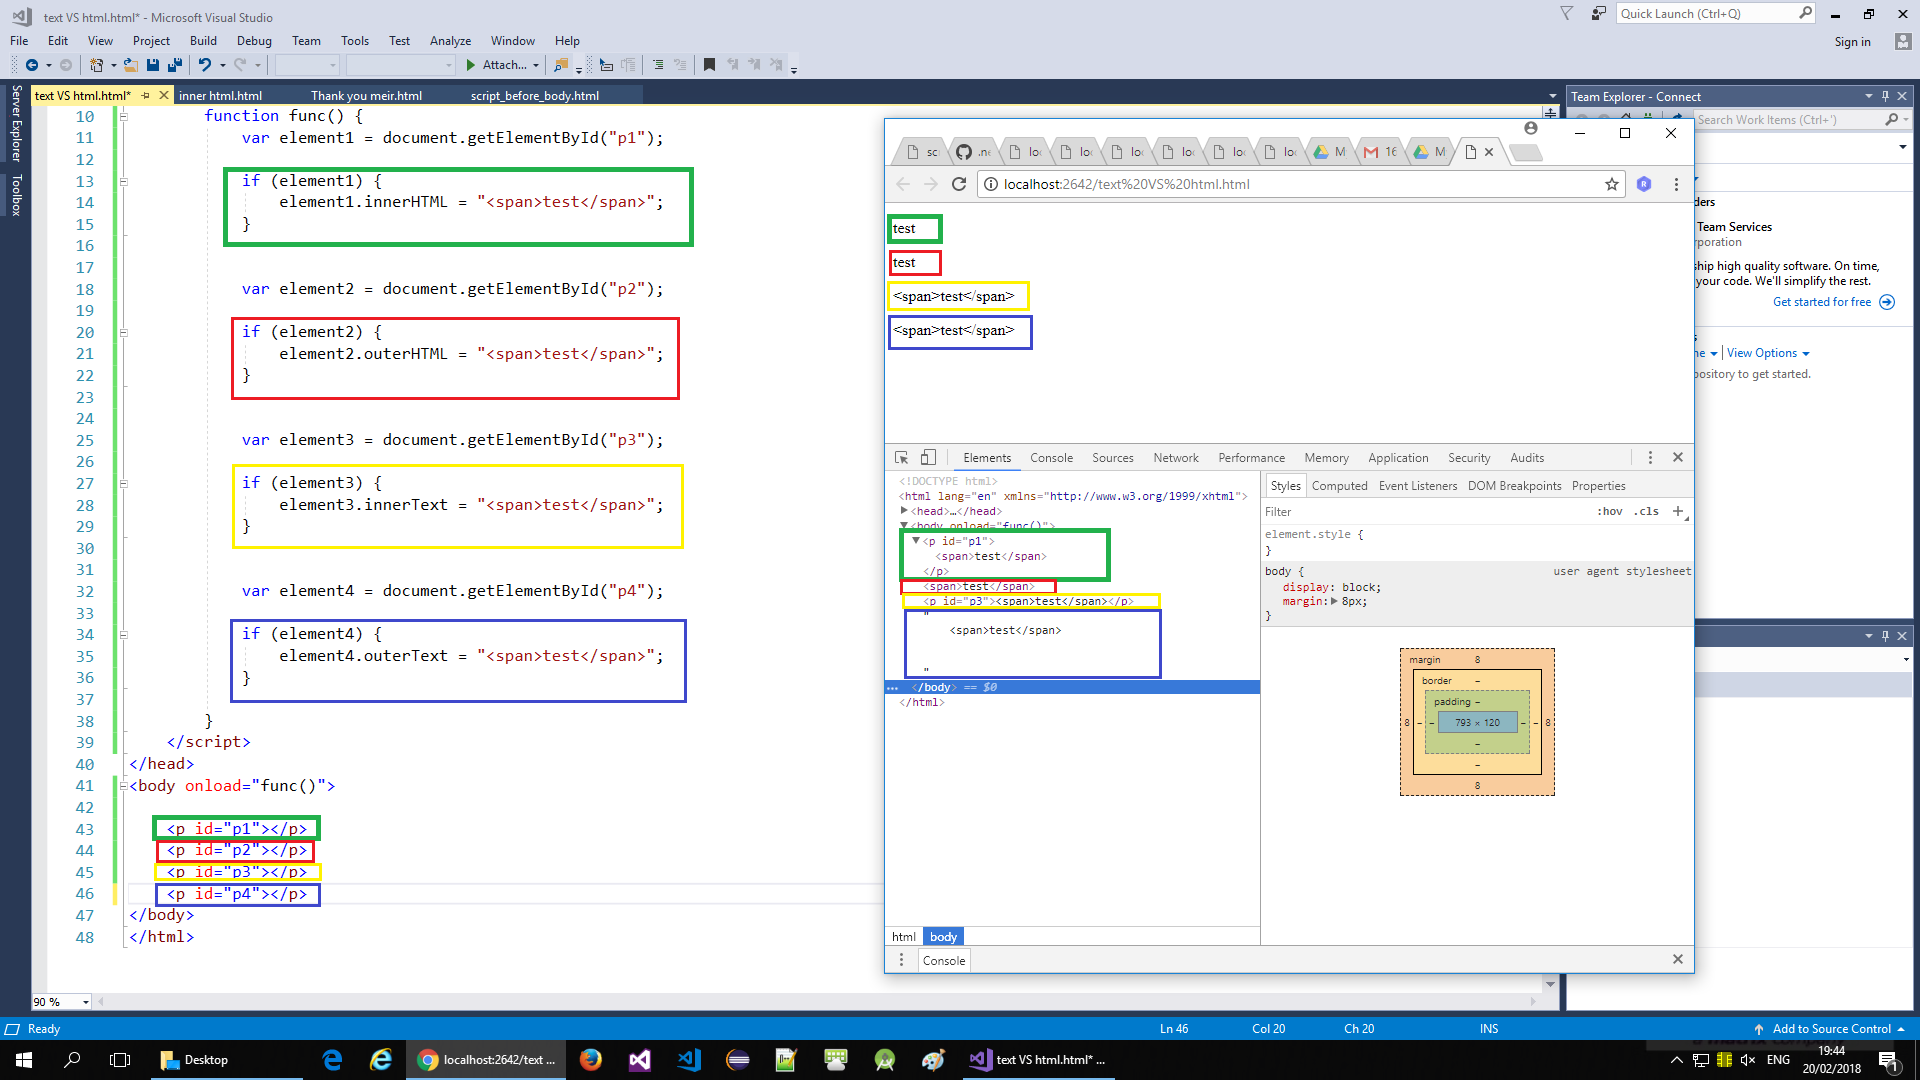 text VS html.html* - Microsoft Visual Studio
Quick Launch (Ctrl+Q)
File Edit View Project Build Debug Team Tools Test Analyze Window Help
Sign in
Attach...
Server Explorer
Toolbox
text VS html.html* inner html.html Thank you meir.html script_before_body.html
10 function func() {
11 var element1 = document.getElementById("p1");
12
13 if (element1) {
14 element1.innerHTML = "<span>test</span>";
15 }
16
17
18 var element2 = document.getElementById("p2");
19
20 if (element2) {
21 element2.outerHTML = "<span>test</span>";
22 }
23
24
25 var element3 = document.getElementById("p3");
26
27 if (element3) {
28 element3.innerText = "<span>test</span>";
29 }
30
31
32 var element4 = document.getElementById("p4");
33
34 if (element4) {
35 element4.outerText = "<span>test</span>";
36 }
37
38 }
39 </script>
40 </head>
41 <body onload="func()">
42
43 <p id="p1"></p>
44 <p id="p2"></p>
45 <p id="p3"></p>
46 <p id="p4"></p>
47 </body>
48 </html>
90 %
sc .ne loc loc loc loc loc loc M 16 M
localhost:2642/text%20VS%20html.html
test
test
<span>test</span>
<span>test</span>
Elements Console Sources Network Performance Memory Application Security Audits
<!DOCTYPE html>
<html lang="en" xmlns="http://www.w3.org/1999/xhtml">
<head>…</head>
<body onload="func()">
<p id="p1">
<span>test</span>
</p>
<span>test</span>
<p id="p3"><span>test</span></p>
"
<span>test</span>
"
... </body> == $0
</html>
html body
Console
Styles Computed Event Listeners DOM Breakpoints Properties
Filter :hov .cls +
element.style {
}
body { user agent stylesheet
display: block;
margin: 8px;
}
margin 8
border –
padding –
8 – – 793 × 120 – – 8
–
–
8
Team Explorer - Connect
Search Work Items (Ctrl+')
ders
Team Services
rporation
ship high quality software. On time,
your code. We'll simplify the rest.
Get started for free
s
ne View Options
pository to get started.
Ready
Ln 46 Col 20 Ch 20 INS
Add to Source Control
Desktop
localhost:2642/text ...
text VS html.html* ...
ENG
19:44
20/02/2018
1